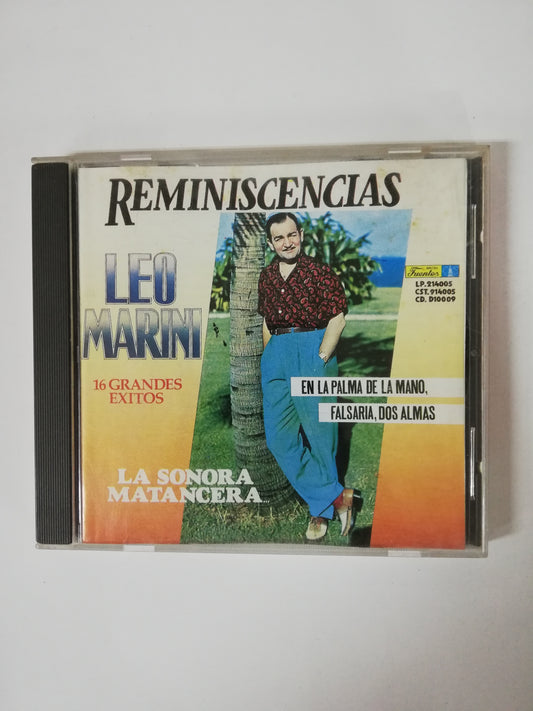 REMINISCENCIAS
LEO
MARINI
16 GRANDES
EXITOS
Fuentes
LP. 214005
CST. 914005
CD. D10009
EN LA PALMA DE LA MANO,
FALSARIA, DOS ALMAS
LA SONORA
MATANCERA